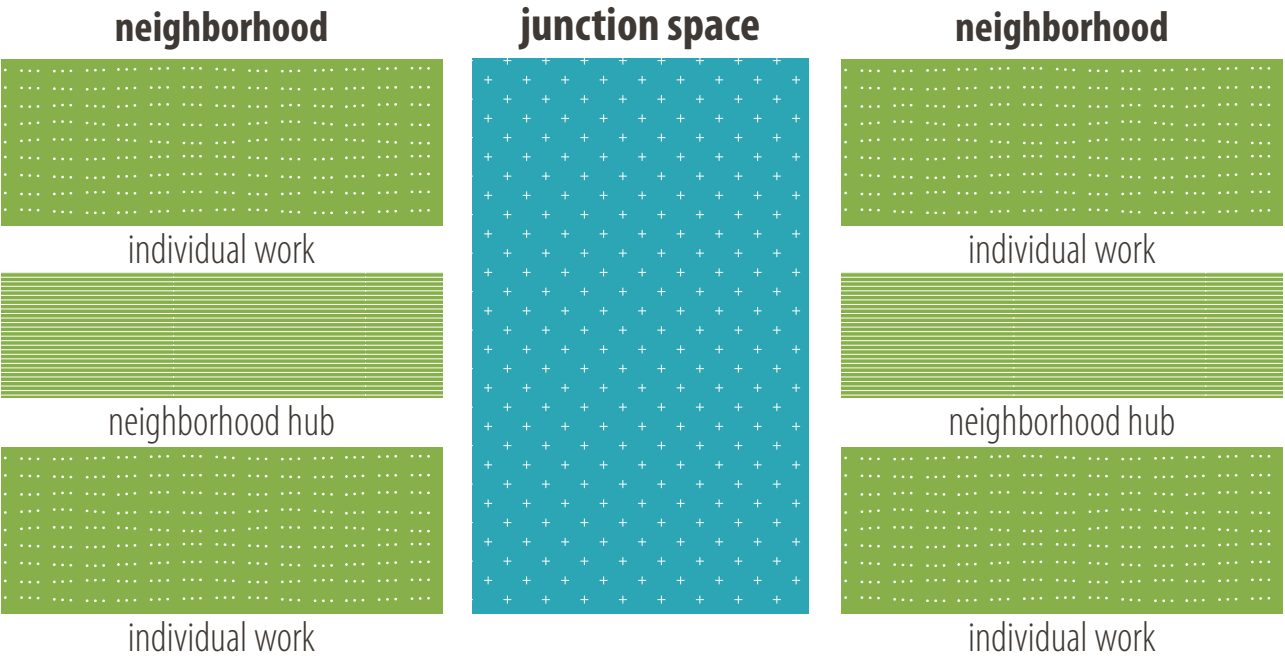 neighborhood
individual work
neighborhood hub
individual work
junction space
neighborhood
individual work
neighborhood hub
individual work